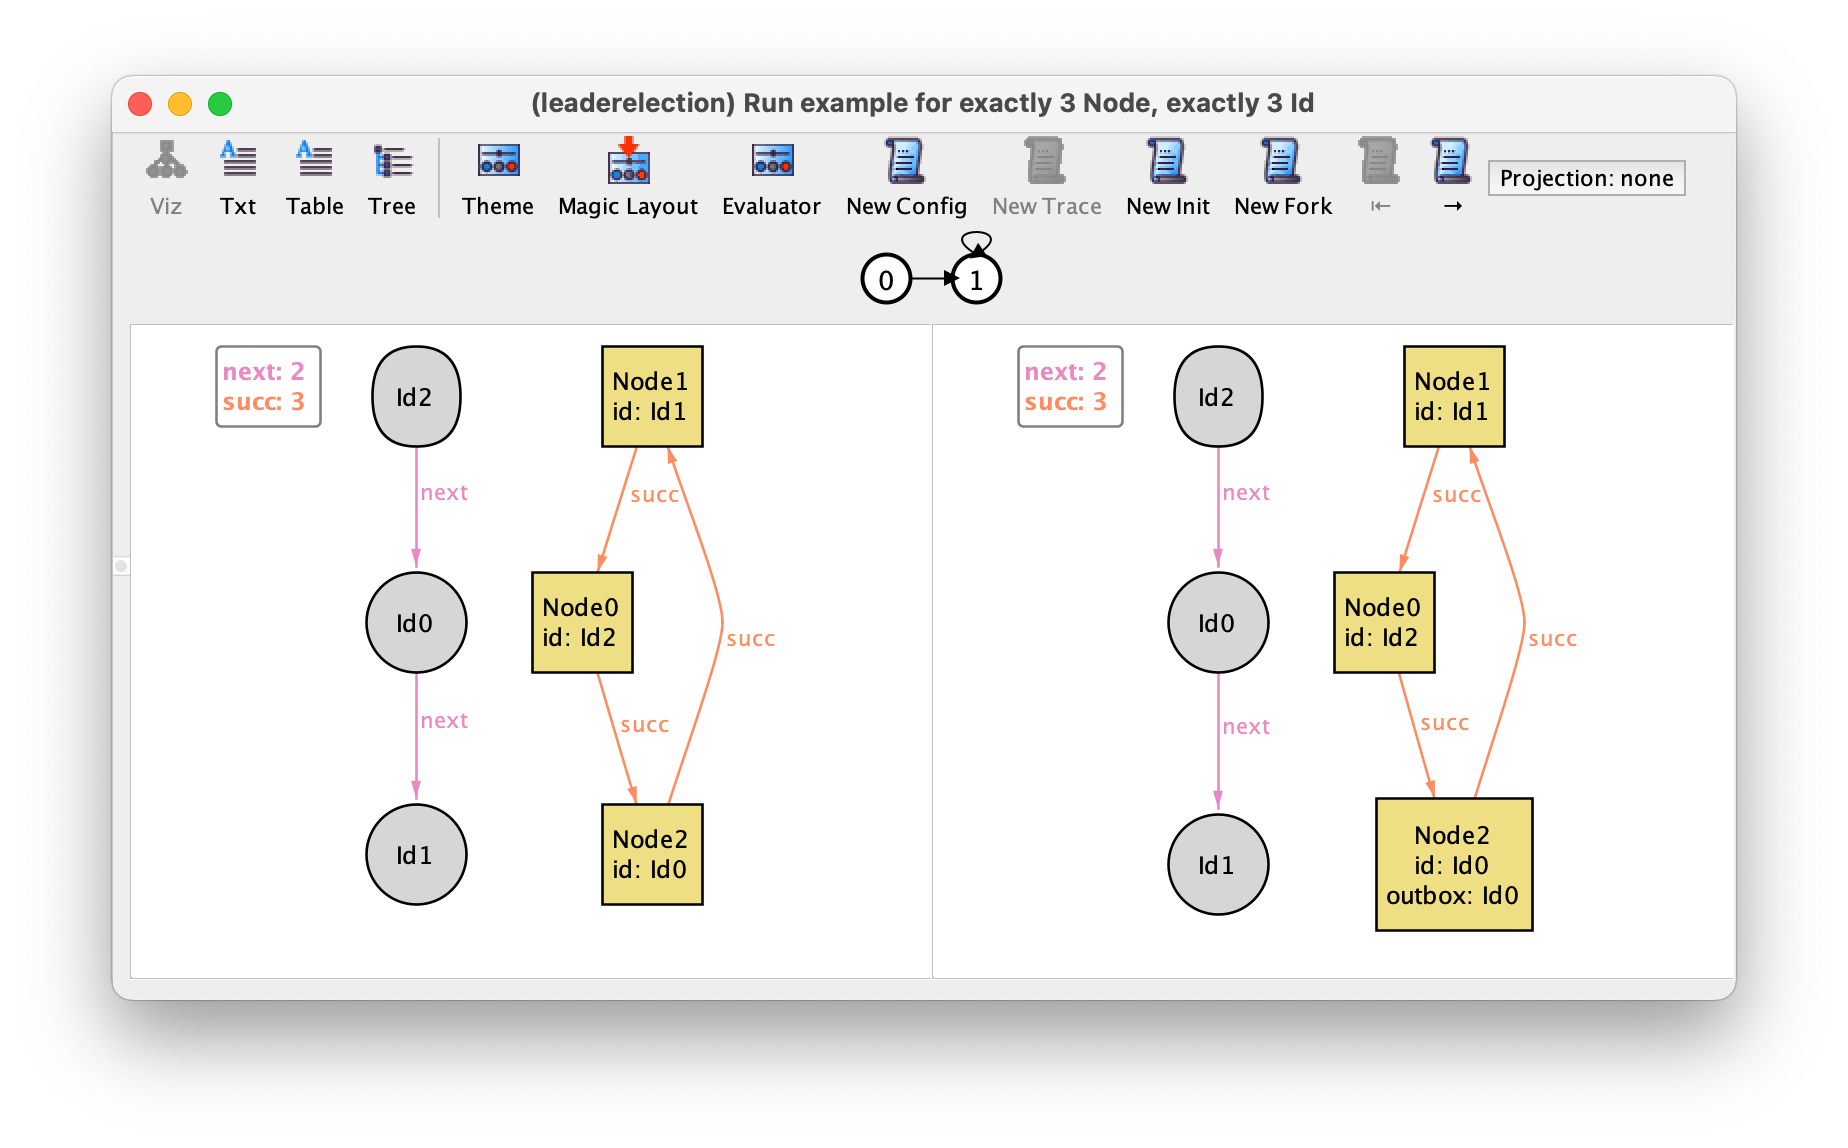 (leaderelection) Run example for exactly 3 Node, exactly 3 Id
Viz Txt Table Tree Theme Magic Layout Evaluator New Config New Trace New Init New Fork ⇤ → Projection: none
0 1
next: 2
succ: 3
Id2
Node1
id: Id1
next
succ
Id0
Node0
id: Id2
succ
next
succ
Id1
Node2
id: Id0
next: 2
succ: 3
Id2
Node1
id: Id1
next
succ
Id0
Node0
id: Id2
succ
next
succ
Id1
Node2
id: Id0
outbox: Id0